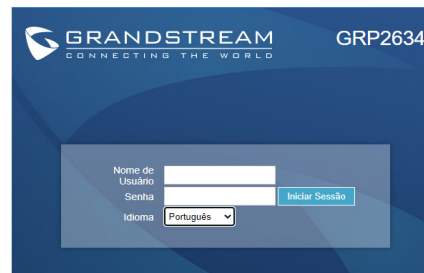 GRANDSTREAM
CONNECTING THE WORLD
GRP2634
Nome de
Usuário
Senha
Iniciar Sessão
Idioma
Português